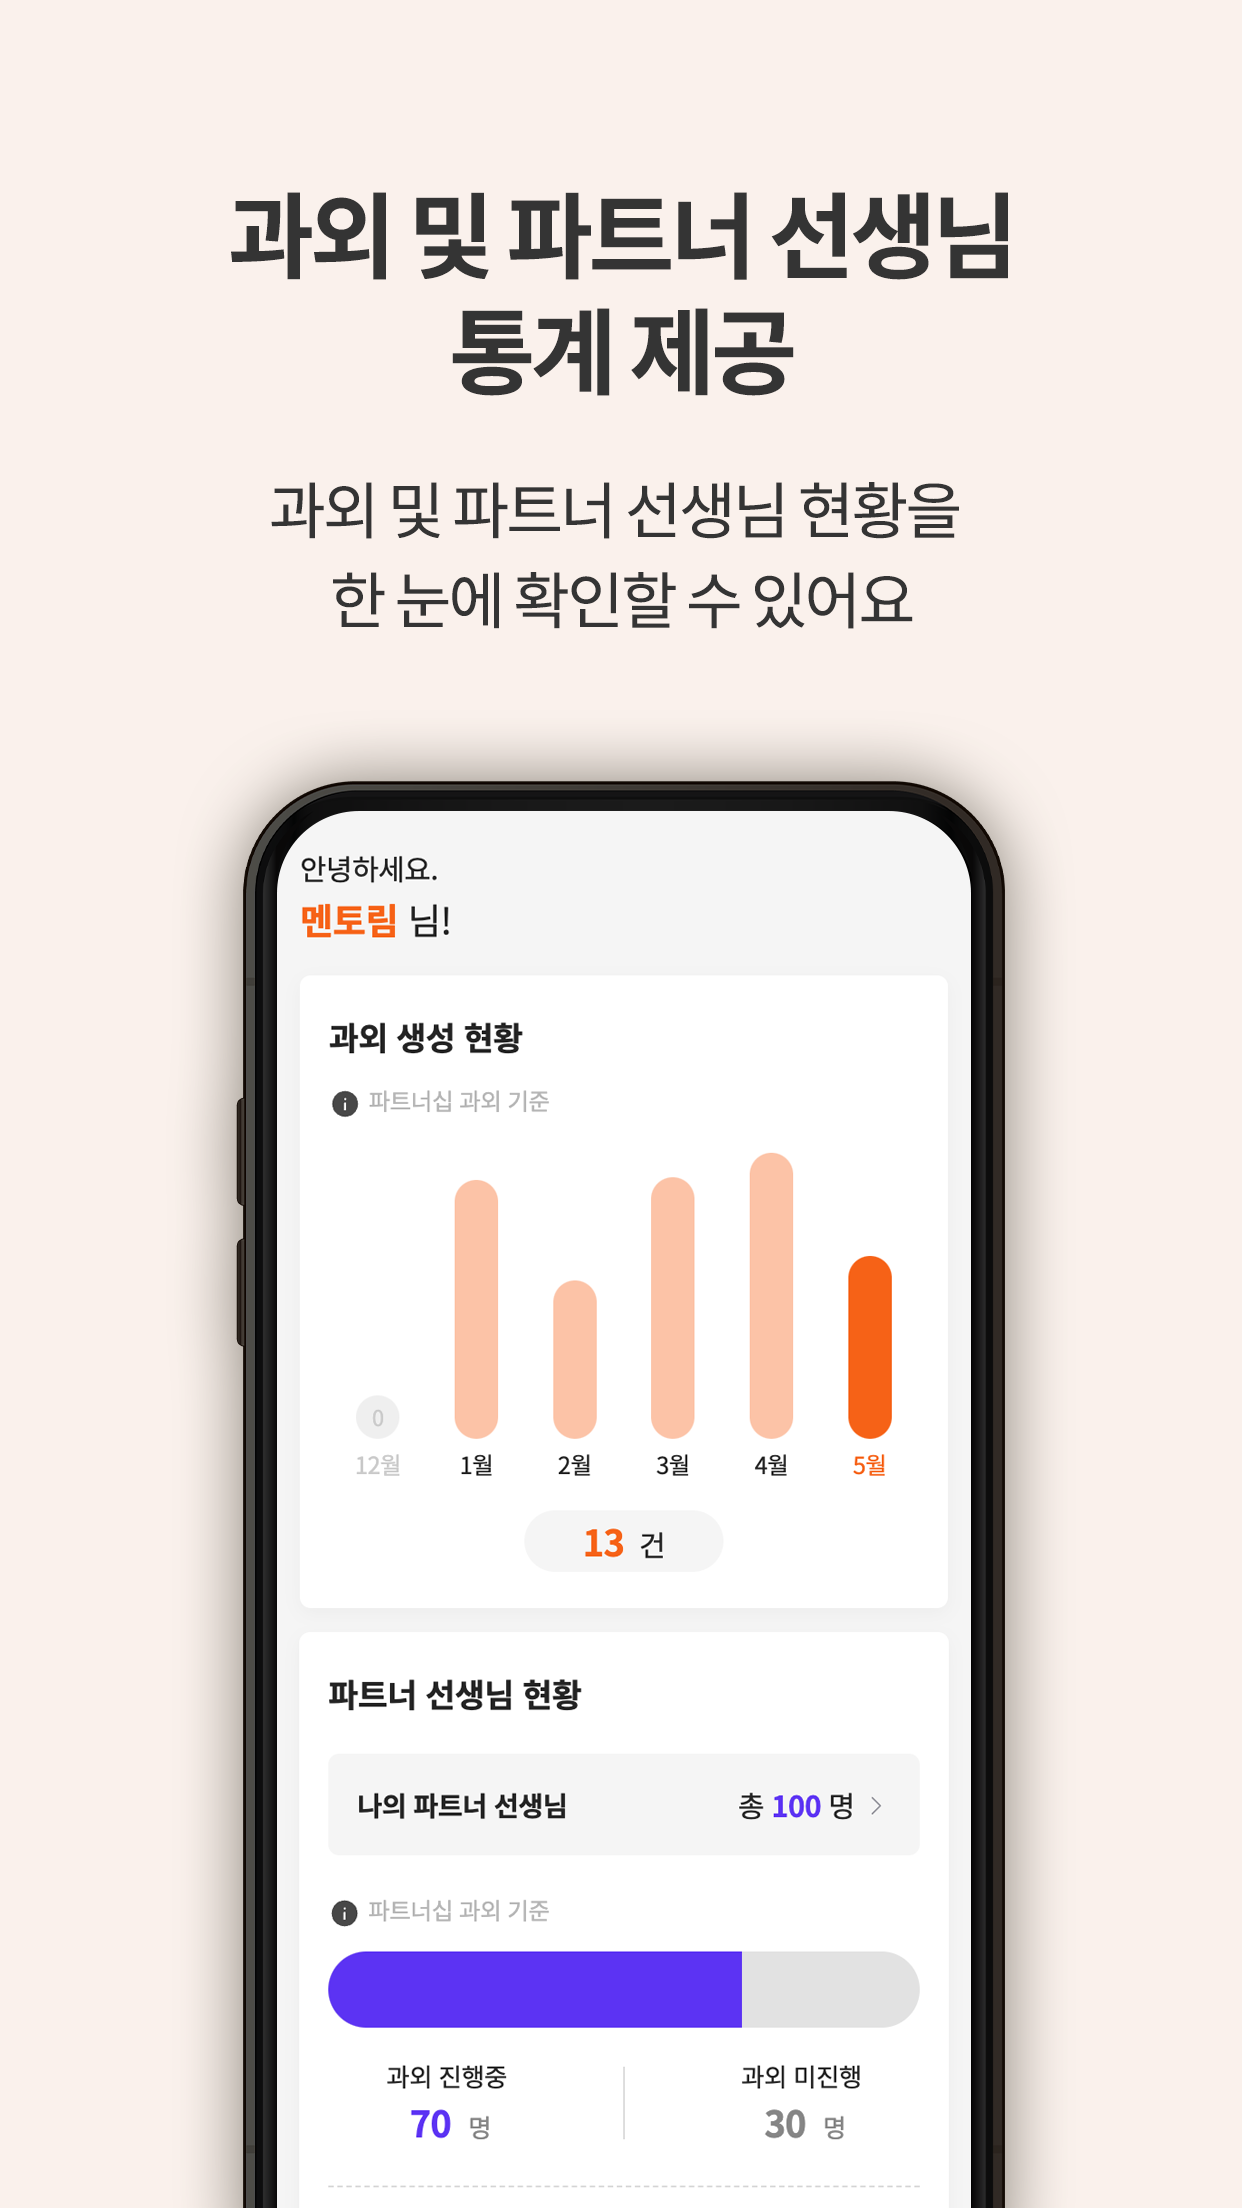 과외 및 파트너 선생님
통계 제공
과외 및 파트너 선생님 현황을
한 눈에 확인할 수 있어요
안녕하세요.
멘토림 님!
과외 생성 현황
파트너십 과외 기준
0
12월 1월 2월 3월 4월 5월
13 건
파트너 선생님 현황
나의 파트너 선생님 총 100 명
파트너십 과외 기준
과외 진행중 과외 미진행
70 명 30 명